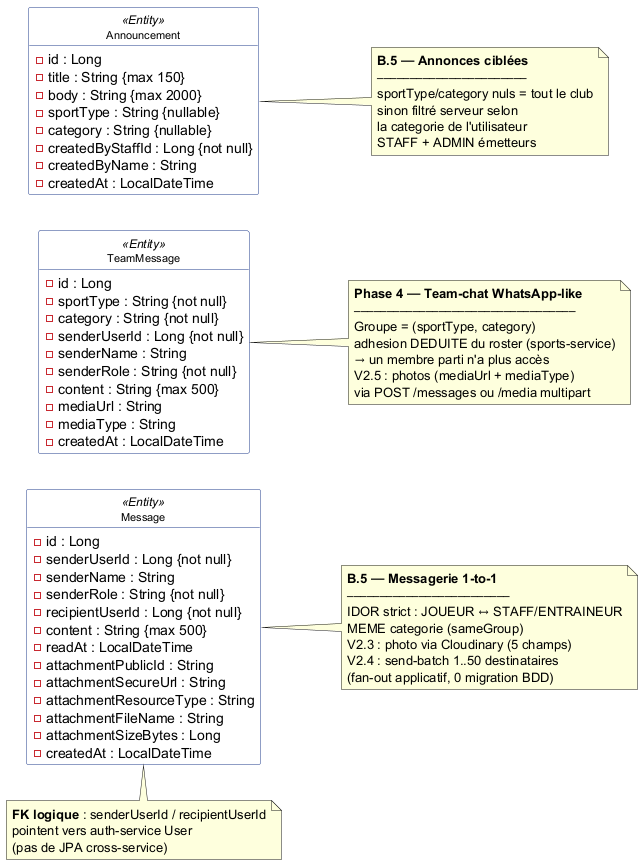 «Entity»
Announcement
id : Long
title : String {max 150}
body : String {max 2000}
sportType : String {nullable}
category : String {nullable}
createdByStaffId : Long {not null}
createdByName : String
createdAt : LocalDateTime
B.5 — Annonces ciblées
sportType/category nuls = tout le club
sinon filtré serveur selon
la categorie de l'utilisateur
STAFF + ADMIN émetteurs
«Entity»
TeamMessage
id : Long
sportType : String {not null}
category : String {not null}
senderUserId : Long {not null}
senderName : String
senderRole : String {not null}
content : String {max 500}
mediaUrl : String
mediaType : String
createdAt : LocalDateTime
Phase 4 — Team-chat WhatsApp-like
Groupe = (sportType, category)
adhesion DEDUITE du roster (sports-service)
→ un membre parti n'a plus accès
V2.5 : photos (mediaUrl + mediaType)
via POST /messages ou /media multipart
«Entity»
Message
id : Long
senderUserId : Long {not null}
senderName : String
senderRole : String {not null}
recipientUserId : Long {not null}
content : String {max 500}
readAt : LocalDateTime
attachmentPublicId : String
attachmentSecureUrl : String
attachmentResourceType : String
attachmentFileName : String
attachmentSizeBytes : Long
createdAt : LocalDateTime
B.5 — Messagerie 1-to-1
IDOR strict : JOUEUR ↔ STAFF/ENTRAINEUR
MEME categorie (sameGroup)
V2.3 : photo via Cloudinary (5 champs)
V2.4 : send-batch 1..50 destinataires
(fan-out applicatif, 0 migration BDD)
FK logique : senderUserId / recipientUserId
pointent vers auth-service User
(pas de JPA cross-service)